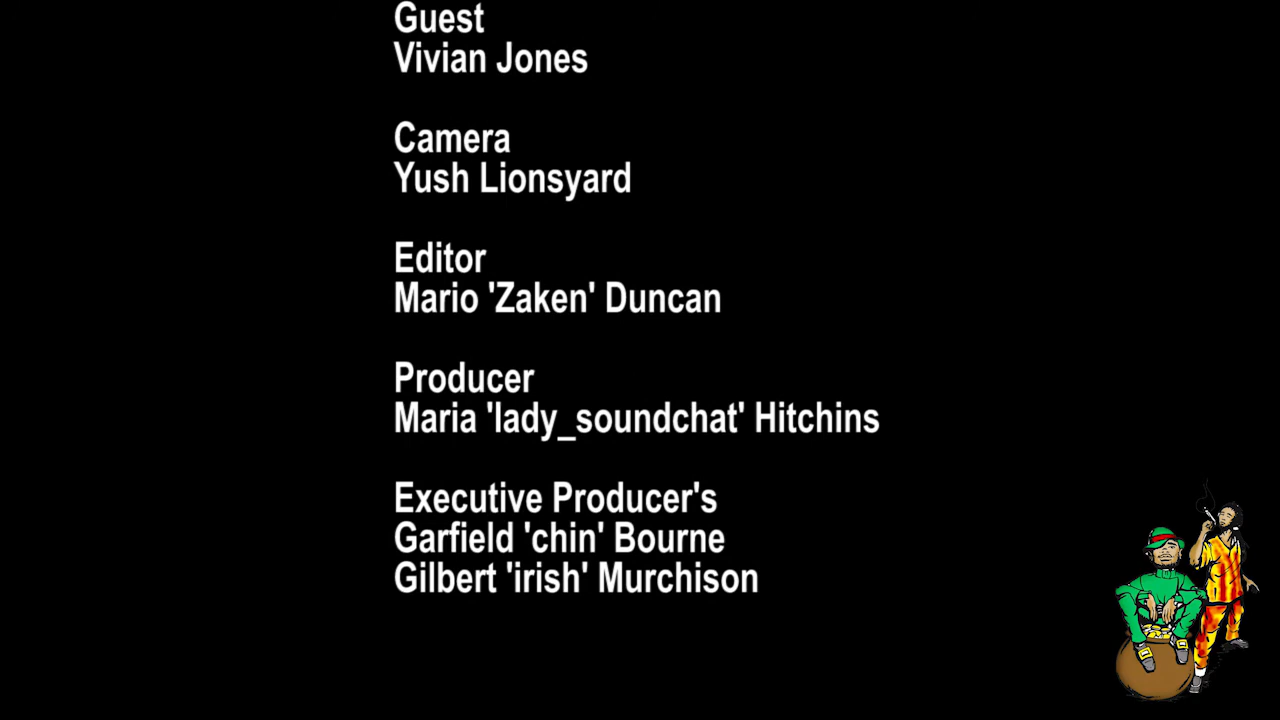 Guest
Vivian Jones
Camera
Yush Lionsyard
Editor
Mario 'Zaken' Duncan
Producer
Maria 'lady_soundchat' Hitchins
Executive Producer's
Garfield 'chin' Bourne
Gilbert 'irish' Murchison